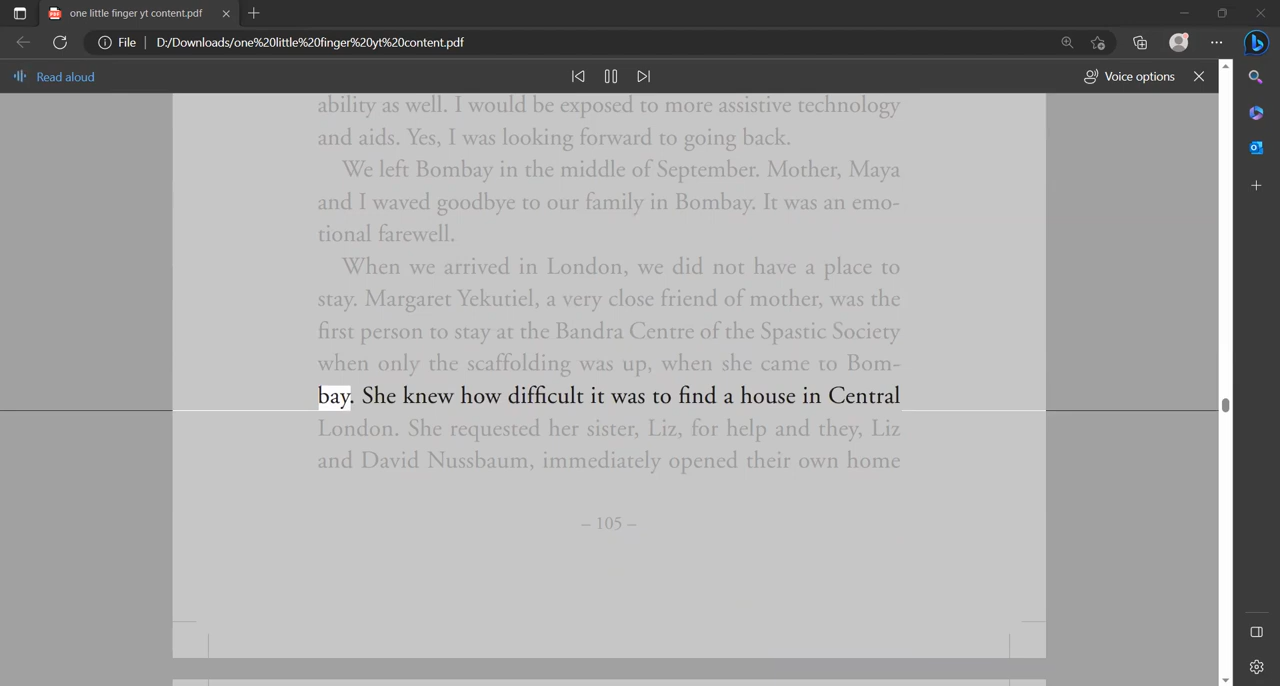 one little finger yt content.pdf
File D:/Downloads/one%20little%20finger%20yt%20content.pdf
Read aloud
Voice options
ability as well. I would be exposed to more assistive technology
and aids. Yes, I was looking forward to going back.
We left Bombay in the middle of September. Mother, Maya
and I waved goodbye to our family in Bombay. It was an emo-
tional farewell.
When we arrived in London, we did not have a place to
stay. Margaret Yekutiel, a very close friend of mother, was the
first person to stay at the Bandra Centre of the Spastic Society
when only the scaffolding was up, when she came to Bom-
bay. She knew how difficult it was to find a house in Central
London. She requested her sister, Liz, for help and they, Liz
and David Nussbaum, immediately opened their own home
– 105 –